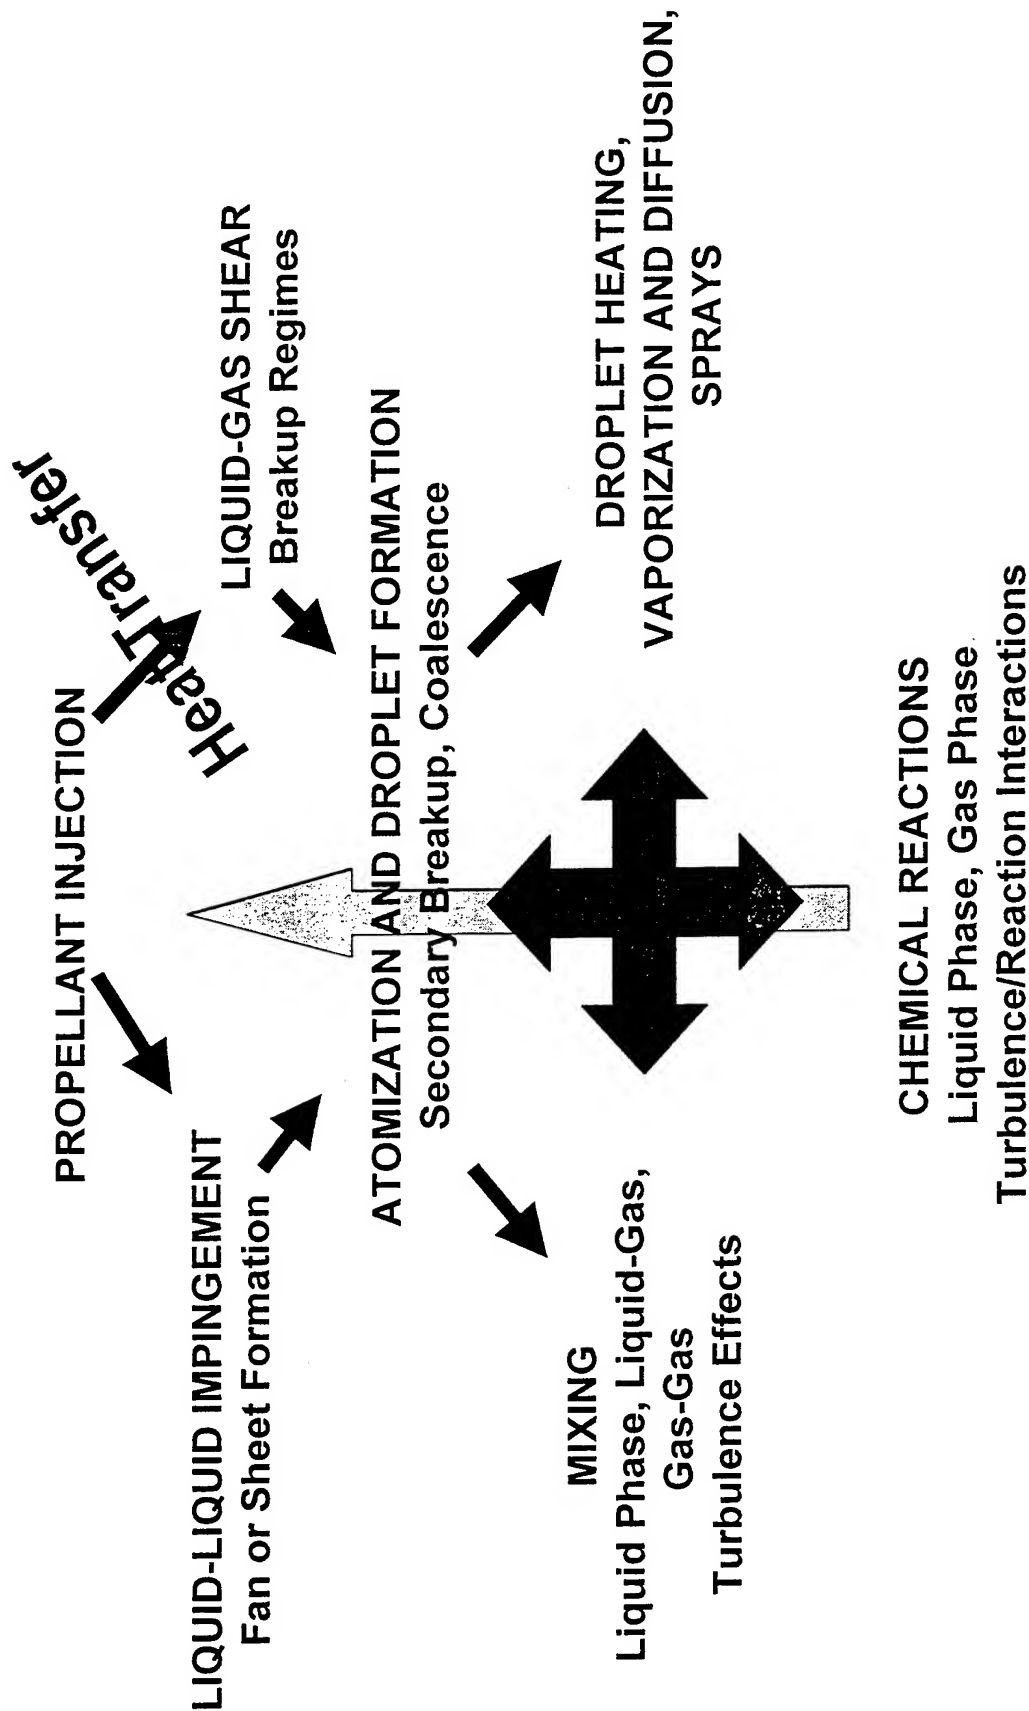 PROPELLANT INJECTION
Heat Transfer
LIQUID-LIQUID IMPINGEMENT
Fan or Sheet Formation
LIQUID-GAS SHEAR
Breakup Regimes
ATOMIZATION AND DROPLET FORMATION
Secondary Breakup, Coalescence
MIXING
Liquid Phase, Liquid-Gas,
Gas-Gas
Turbulence Effects
DROPLET HEATING,
VAPORIZATION AND DIFFUSION,
SPRAYS
CHEMICAL REACTIONS
Liquid Phase, Gas Phase
Turbulence/Reaction Interactions